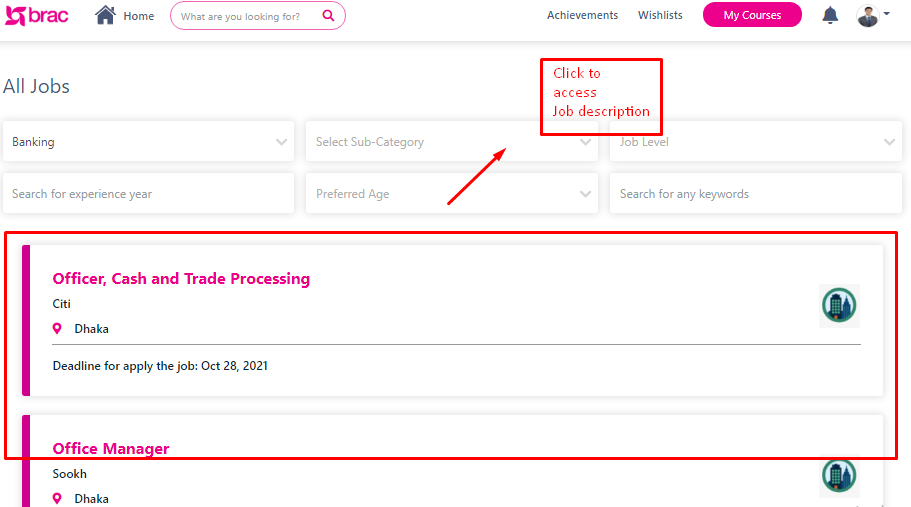 brac
Home
What are you looking for?
Achievements
Wishlists
My Courses
All Jobs
Click to
access
Job description
Banking
Select Sub-Category
Job Level
Search for experience year
Preferred Age
Search for any keywords
Officer, Cash and Trade Processing
Citi
Dhaka
Deadline for apply the job: Oct 28, 2021
Office Manager
Sookh
Dhaka